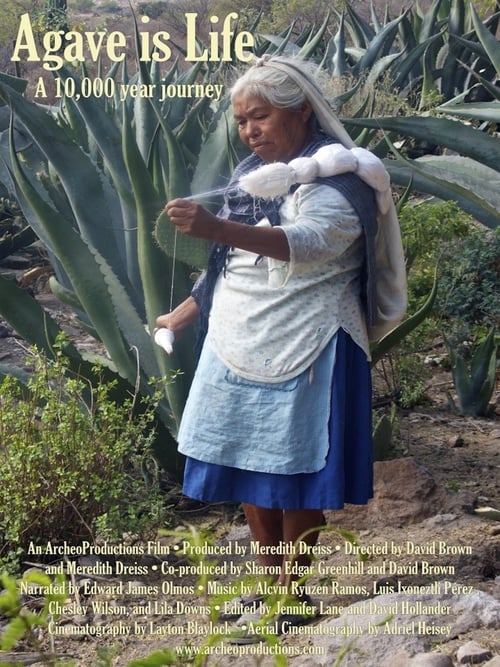 Agave is Life
A 10,000 year journey
An ArcheoProductions Film • Produced by Meredith Dreiss • Directed by David Brown
and Meredith Dreiss • Co-produced by Sharon Edgar Greenhill and David Brown
Narrated by Edward James Olmos • Music by Alcvin Ryuzen Ramos, Luis Ixoneztli Pérez,
Chesley Wilson, and Lila Downs • Edited by Jennifer Lane and David Hollander
Cinematography by Layton Blaylock • Aerial Cinematography by Adriel Heisey
www.archeoproductions.com